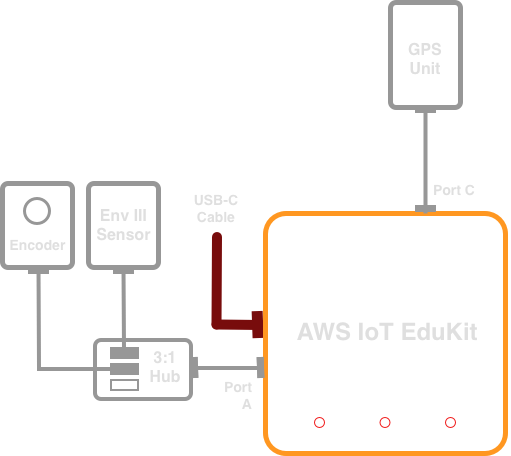 GPS
Unit
Port C
USB-C
Cable
Encoder
Env III
Sensor
AWS IoT EduKit
3:1
Hub
Port
A